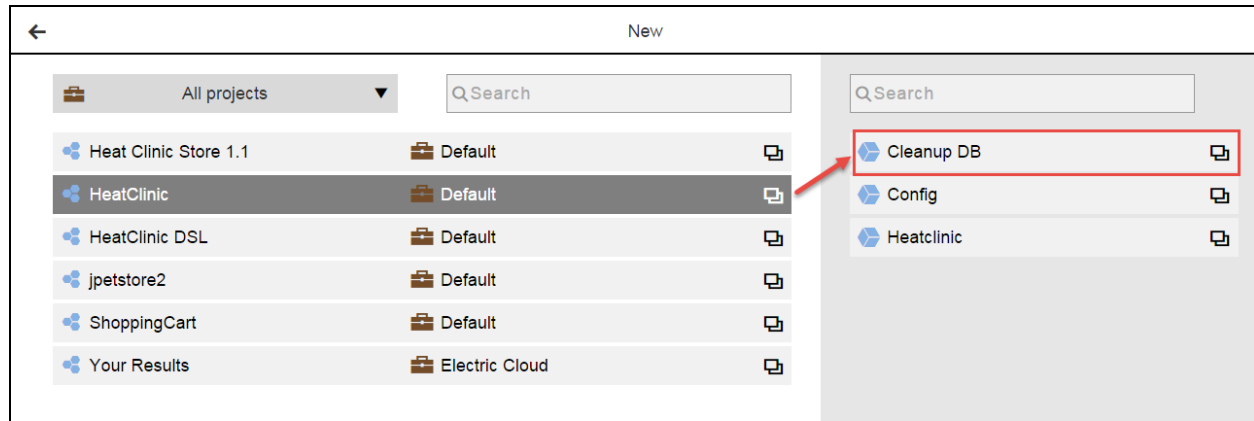 New
All projects
Search
Search
Heat Clinic Store 1.1 Default
HeatClinic Default
HeatClinic DSL Default
jpetstore2 Default
ShoppingCart Default
Your Results Electric Cloud
Cleanup DB
Config
Heatclinic